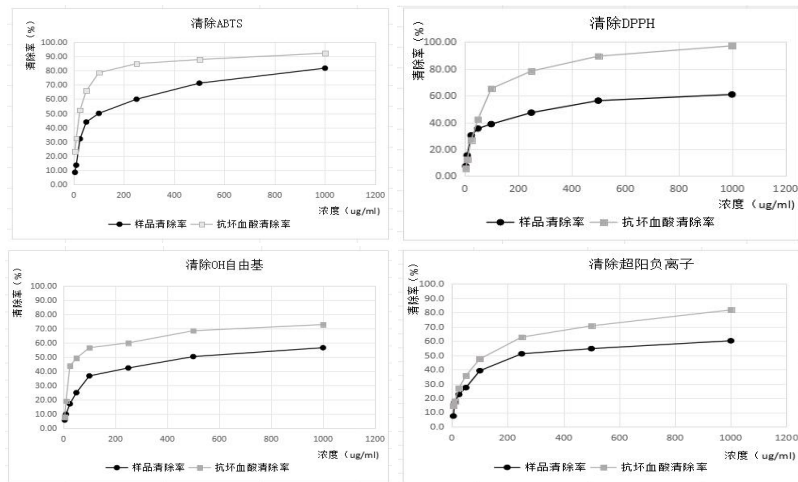 清除ABTS
清除率（%）
100.00
90.00
80.00
70.00
60.00
50.00
40.00
30.00
20.00
10.00
0.00
0 200 400 600 800 1000 1200
浓度（ug/ml）
样品清除率 抗坏血酸清除率
清除DPPH
清除率（%）
100.00
80.00
60.00
40.00
20.00
0.00
0 200 400 600 800 1000 1200
浓度（ug/ml）
样品清除率 抗坏血酸清除率
清除OH自由基
清除率（%）
100.00
90.00
80.00
70.00
60.00
50.00
40.00
30.00
20.00
10.00
0.00
0 200 400 600 800 1000 1200
浓度（ug/ml）
样品清除率 抗坏血酸清除率
清除超阳负离子
清除率（%）
100.0
90.0
80.0
70.0
60.0
50.0
40.0
30.0
20.0
10.0
0.0
0 200 400 600 800 1000 1200
浓度（ug/ml）
样品清除率 抗坏血酸清除率